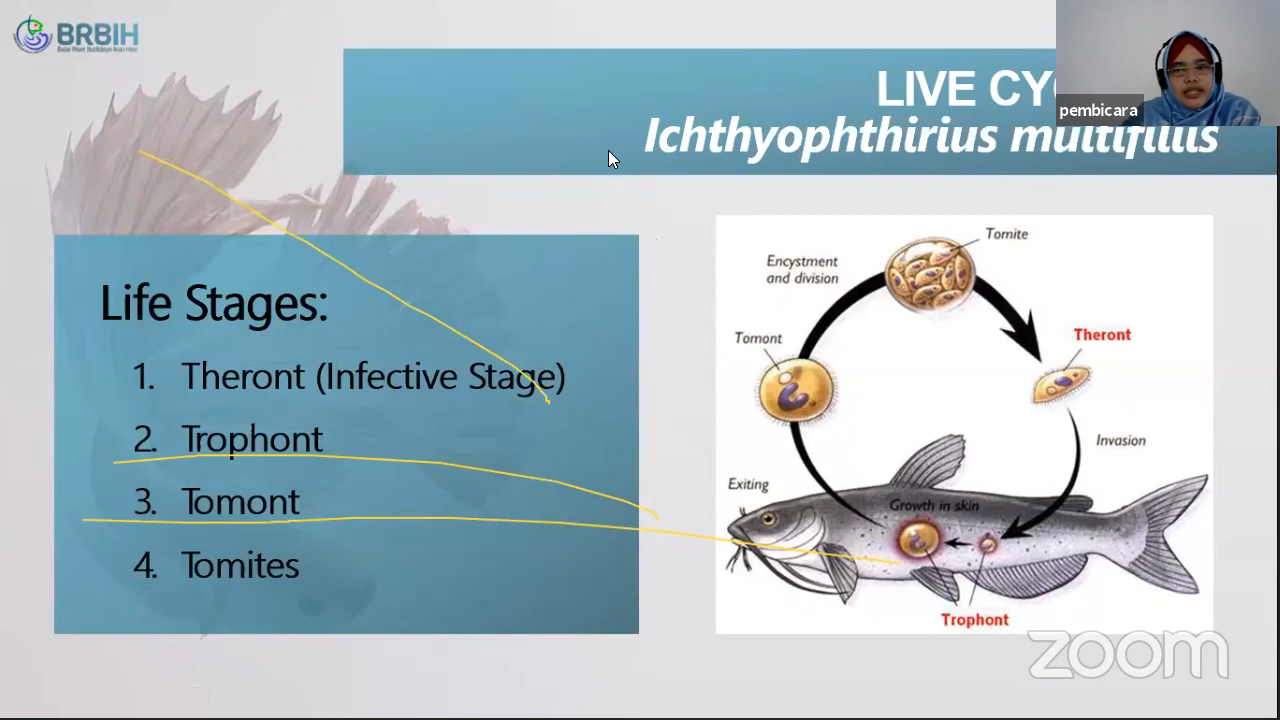 BRBIH
LIVE CY
Ichthyophthirius multifiliis
pembicara
Life Stages:
1. Theront (Infective Stage)
2. Trophont
3. Tomont
4. Tomites
Tomite
Encystment
and division
Tomont
Theront
Invasion
Exiting
Growth in skin
Trophont
zoom